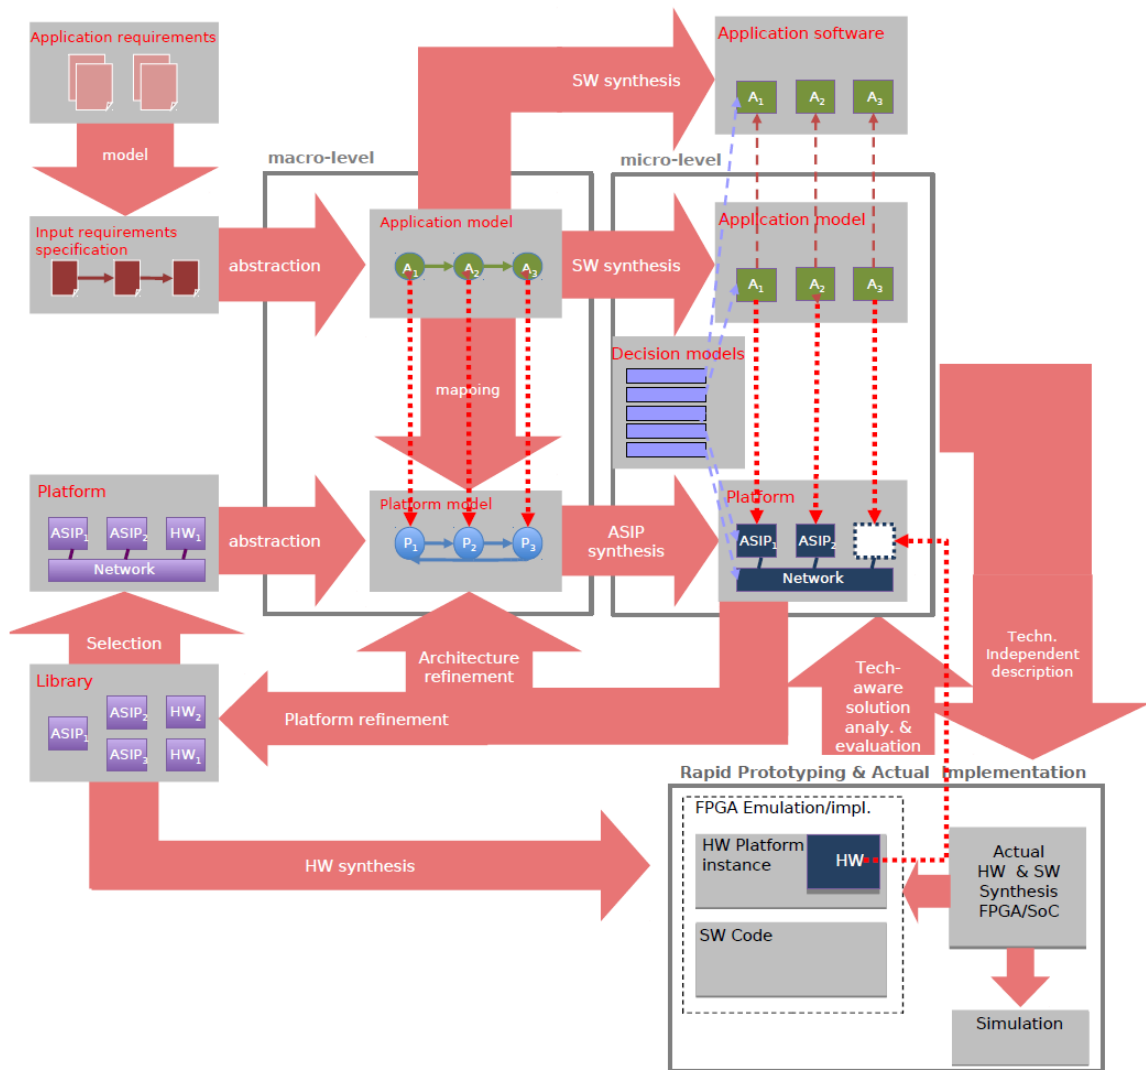 Application requirements
model
Input requirements
specification
abstraction
macro-level
Application model
A1
A2
A3
mapoing
SW synthesis
Application software
A1
A2
A3
micro-level
SW synthesis
Application model
A1
A2
A3
Decision models
Platform
ASIP1
ASIP2
HW1
Network
abstraction
Platform model
P1
P2
P3
ASIP
synthesis
Platform
ASIP1
ASIP2
Network
Selection
Library
ASIP1
ASIP2
HW2
ASIP3
HW1
Architecture
refinement
Platform refinement
Tech-
aware
solution
analy. &
evaluation
Techn.
Independent
description
HW synthesis
Rapid Prototyping & Actual Implementation
FPGA Emulation/impl.
HW Platform
instance
HW
SW Code
Actual
HW & SW
Synthesis
FPGA/SoC
Simulation